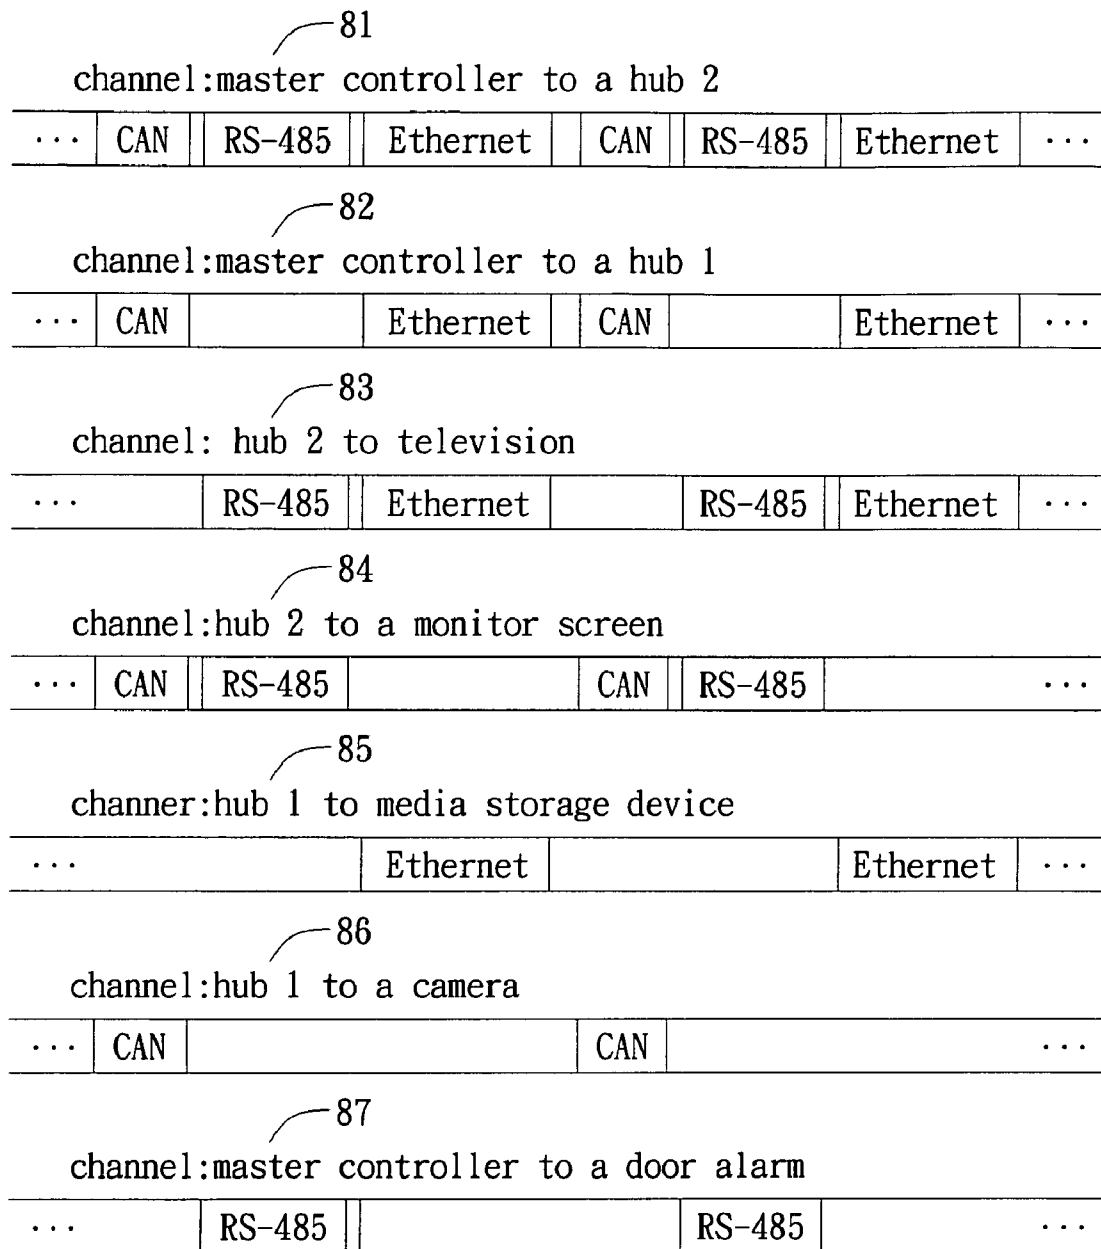 81
channel:master controller to a hub 2
... CAN RS-485 Ethernet CAN RS-485 Ethernet ...
82
channel:master controller to a hub 1
... CAN Ethernet CAN Ethernet ...
83
channel: hub 2 to television
... RS-485 Ethernet RS-485 Ethernet ...
84
channel:hub 2 to a monitor screen
... CAN RS-485 CAN RS-485 ...
85
channer:hub 1 to media storage device
... Ethernet Ethernet ...
86
channel:hub 1 to a camera
... CAN CAN ...
87
channel:master controller to a door alarm
... RS-485 RS-485 ...